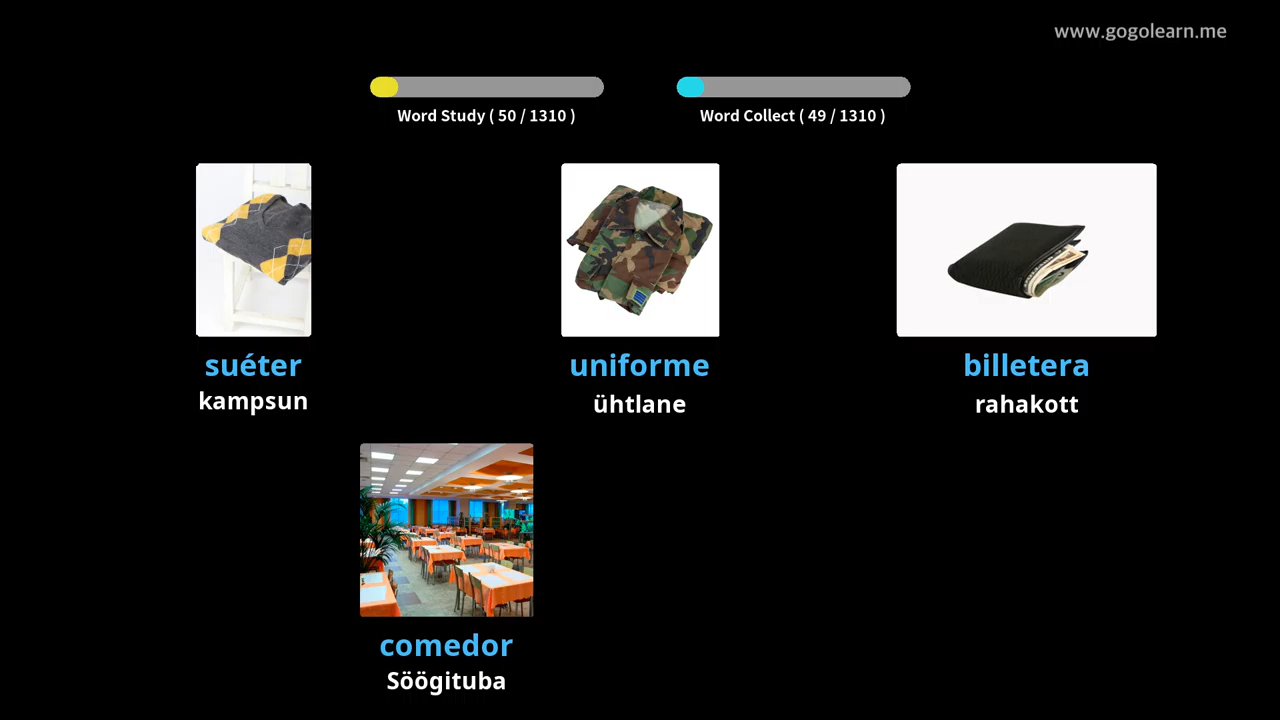 www.gogolearn.me
Word Study ( 50 / 1310 )
Word Collect ( 49 / 1310 )
suéter
kampsun
uniforme
ühtlane
billetera
rahakott
comedor
Söögituba